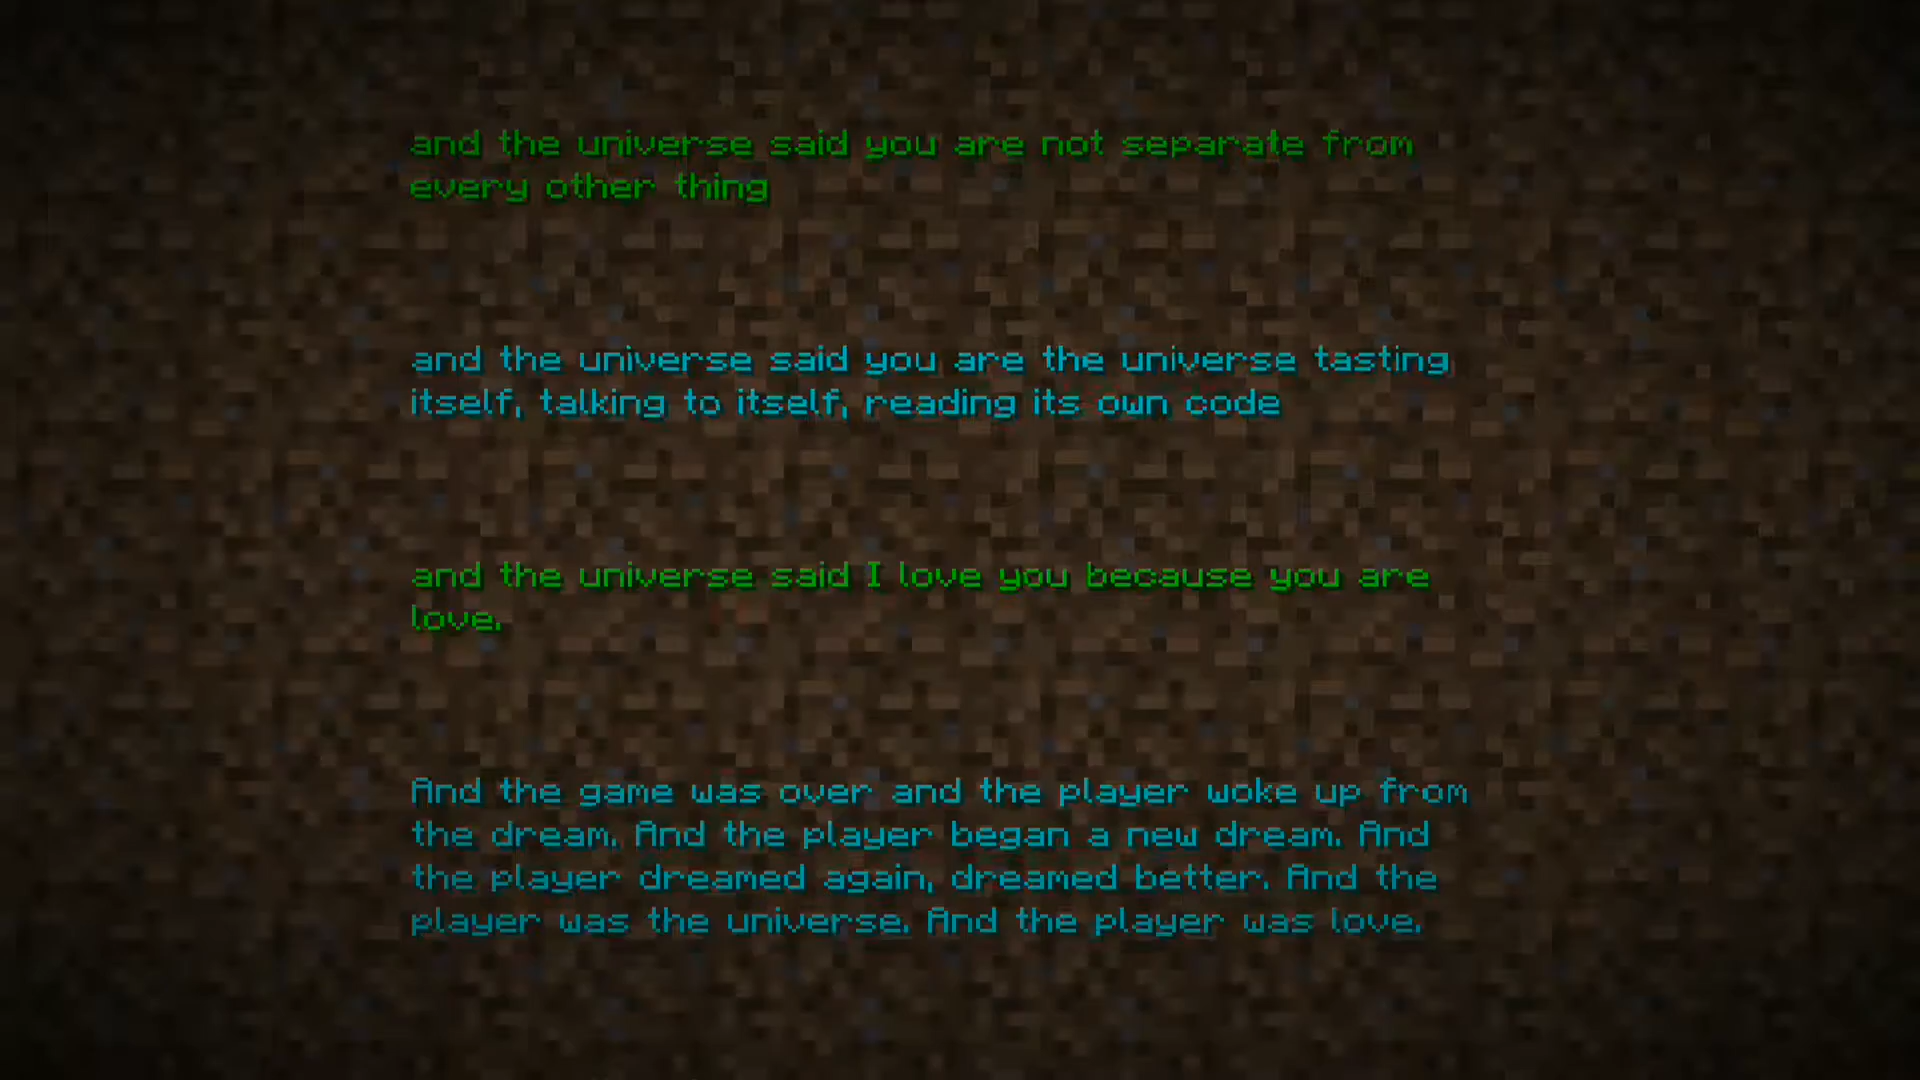 and the universe said you are not separate from
every other thing
and the universe said you are the universe tasting
itself, talking to itself, reading its own code
and the universe said I love you because you are
love.
And the game was over and the player woke up from
the dream. And the player began a new dream. And
the player dreamed again, dreamed better. And the
player was the universe. And the player was love.